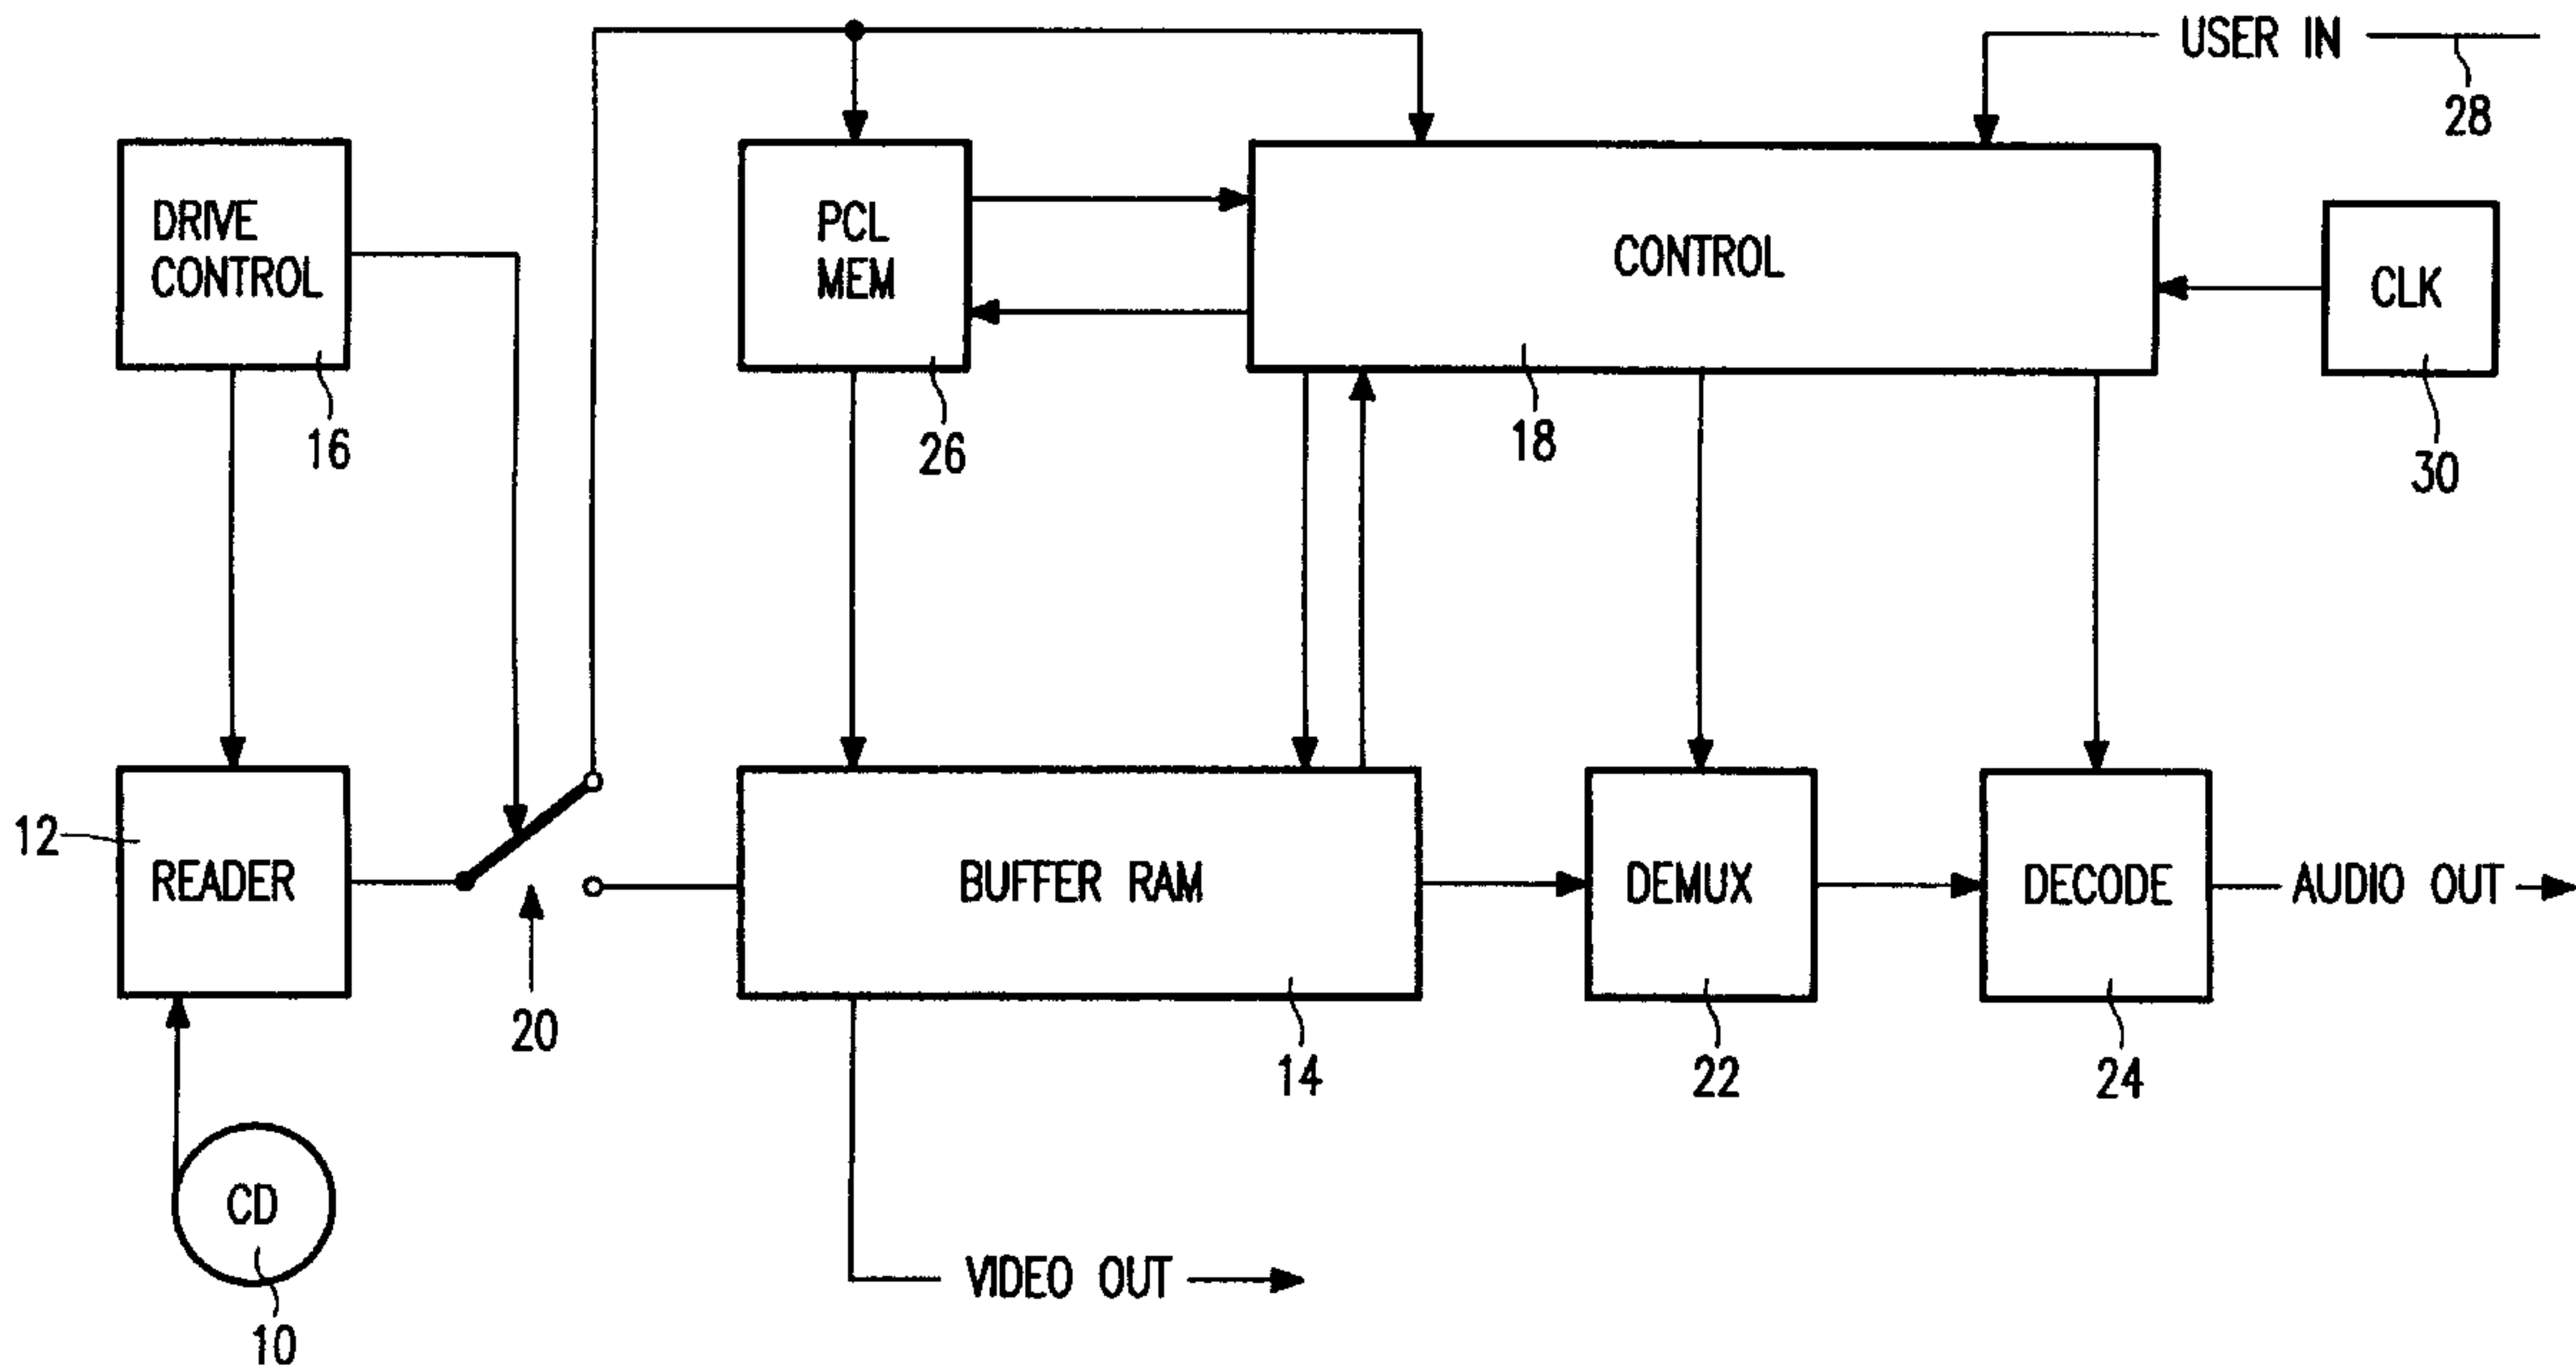 USER IN
28
DRIVE
CONTROL
16
PCL
MEM
26
CONTROL
18
CLK
30
12
READER
20
BUFFER RAM
14
DEMUX
22
DECODE
24
AUDIO OUT
CD
10
VIDEO OUT